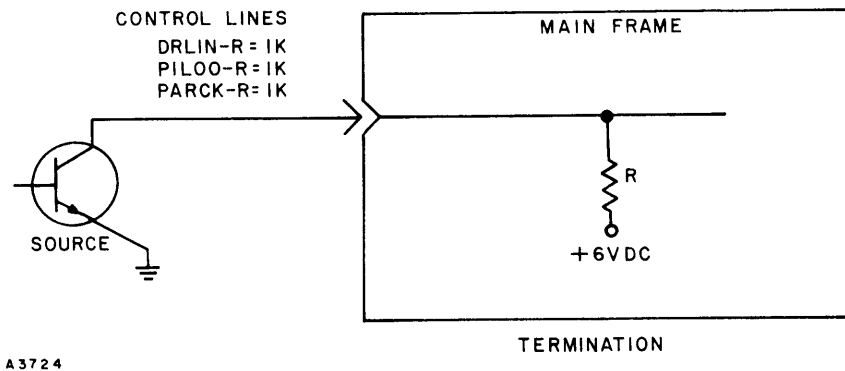 CONTROL LINES
DRLIN-R=1K
PILOO-R=1K
PARCK-R=1K
MAIN FRAME
R
+6VDC
SOURCE
TERMINATION
A3724